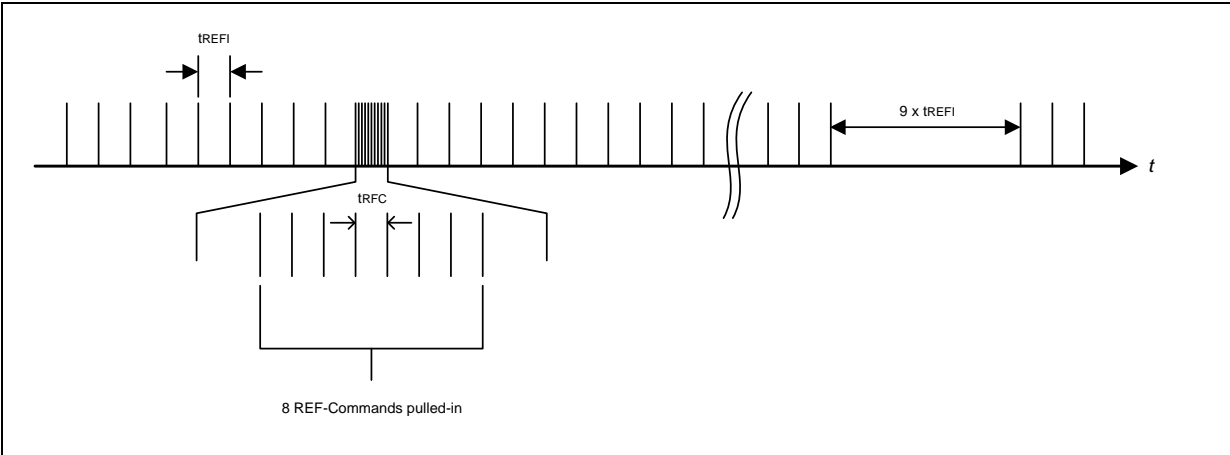 tREFI
9 x tREFI
t
tRFC
8 REF-Commands pulled-in